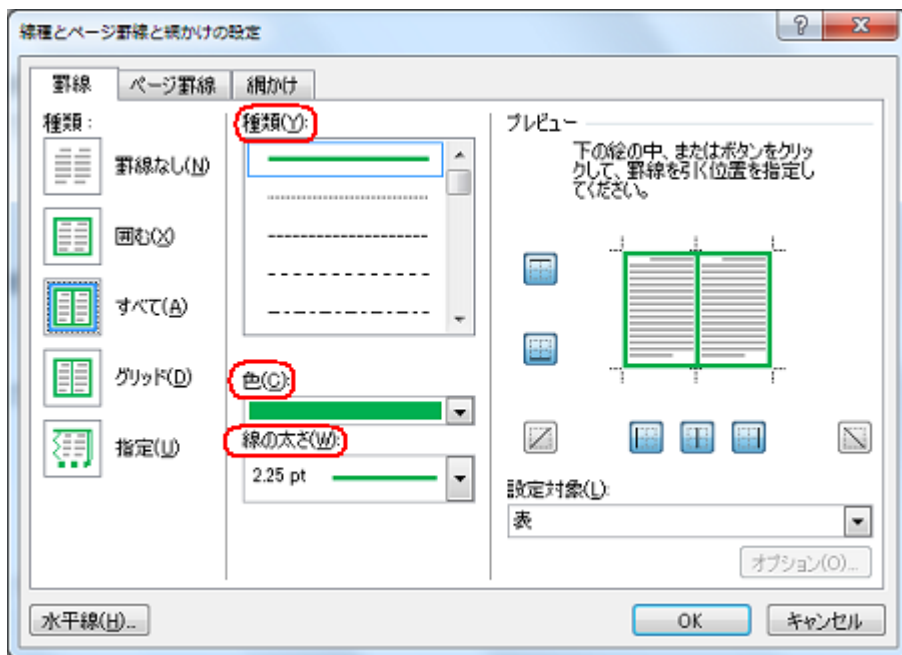 線種とページ罫線と網かけの設定
罫線
ページ罫線
網かけ
種類:
罫線なし(N)
囲む(X)
すべて(A)
グリッド(D)
指定(U)
種類(Y):
色(C):
線の太さ(W):
2.25 pt
プレビュー
下の絵の中、またはボタンをクリッ
クして、罫線を引く位置を指定し
てください。
設定対象(L):
表
オプション(O)...
水平線(H)...
OK
キャンセル